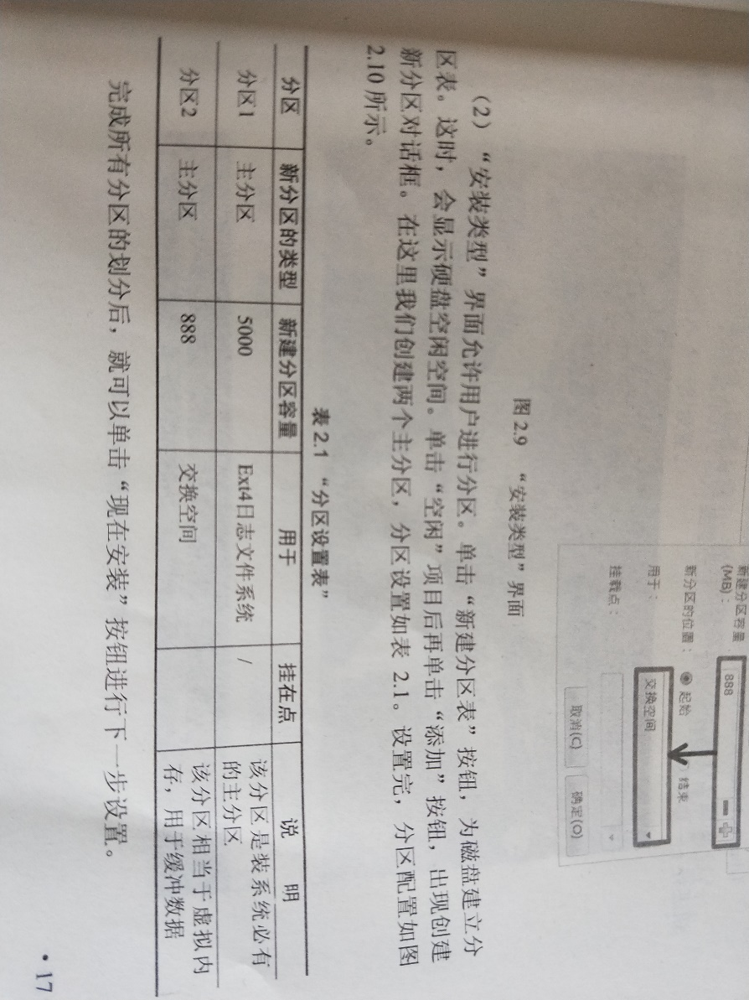 新建分区容量
(MB)：
888
新分区的位置：
起始
结束
用于：
交换空间
挂载点：
取消(C)
确定(O)
图 2.9 “安装类型”界面
（2）“安装类型”界面允许用户进行分区。单击“新建分区表”按钮，为磁盘建立分
区表。这时，会显示硬盘空闲空间。单击“空闲”项目后再单击“添加”按钮，出现创建
新分区对话框。在这里我们创建两个主分区，分区设置如表 2.1。设置完，分区配置如图
2.10 所示。
表 2.1 “分区设置表”
分区 新分区的类型 新建分区容量 用于 挂在点 说 明
分区1 主分区 5000 Ext4日志文件系统 / 该分区是装系统必有
的主分区
分区2 主分区 888 交换空间 该分区相当于虚拟内
存，用于缓冲数据
完成所有分区的划分后，就可以单击“现在安装”按钮进行下一步设置。
• 17